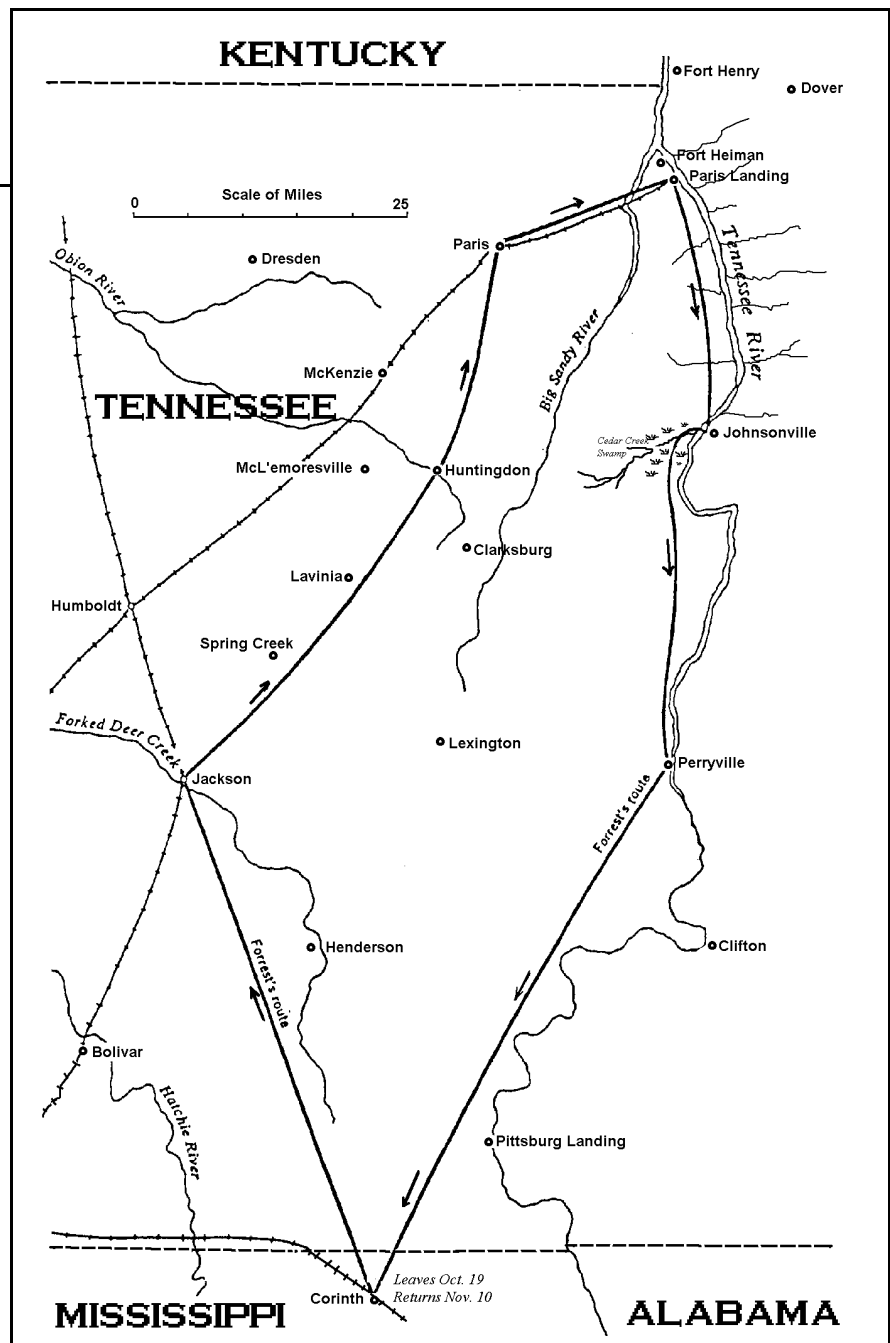 KENTUCKY
Fort Henry
Dover
Fort Heiman
Paris Landing
Scale of Miles
0 25
Paris
Tennessee River
Dresden
Obion River
Big Sandy River
McKenzie
TENNESSEE
Johnsonville
Cedar Creek
Swamp
McL'emoresville
Huntingdon
Clarksburg
Lavinia
Humboldt
Spring Creek
Forked Deer Creek
Lexington
Perryville
Jackson
Forrest's route
Clifton
Henderson
Forrest's route
Bolivar
Hatchie River
Pittsburg Landing
Leaves Oct. 19
Returns Nov. 10
Corinth
MISSISSIPPI
ALABAMA